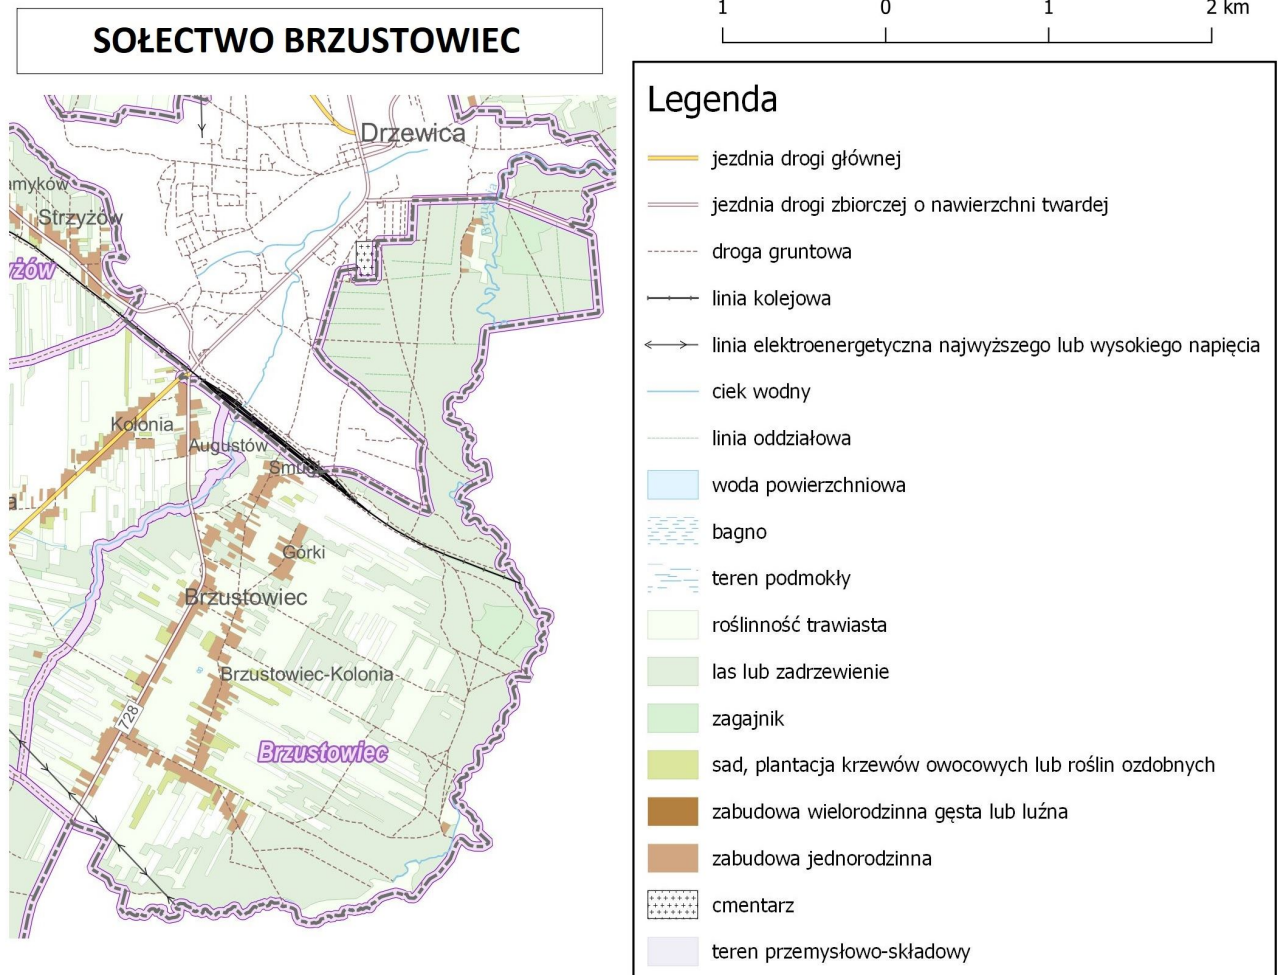 SOŁECTWO BRZUSTOWIEC
1 0 1 2 km
Drzewica
Strzyżów
Brzuśnia
Kolonia
Augustów
Górki
Brzustowiec
Brzustowiec-Kolonia
728
Brzustowiec
Legenda
jezdnia drogi głównej
jezdnia drogi zbiorczej o nawierzchni twardej
droga gruntowa
linia kolejowa
linia elektroenergetyczna najwyższego lub wysokiego napięcia
ciek wodny
linia oddziałowa
woda powierzchniowa
bagno
teren podmokły
roślinność trawiasta
las lub zadrzewienie
zagajnik
sad, plantacja krzewów owocowych lub roślin ozdobnych
zabudowa wielorodzinna gęsta lub luźna
zabudowa jednorodzinna
cmentarz
teren przemysłowo-składowy